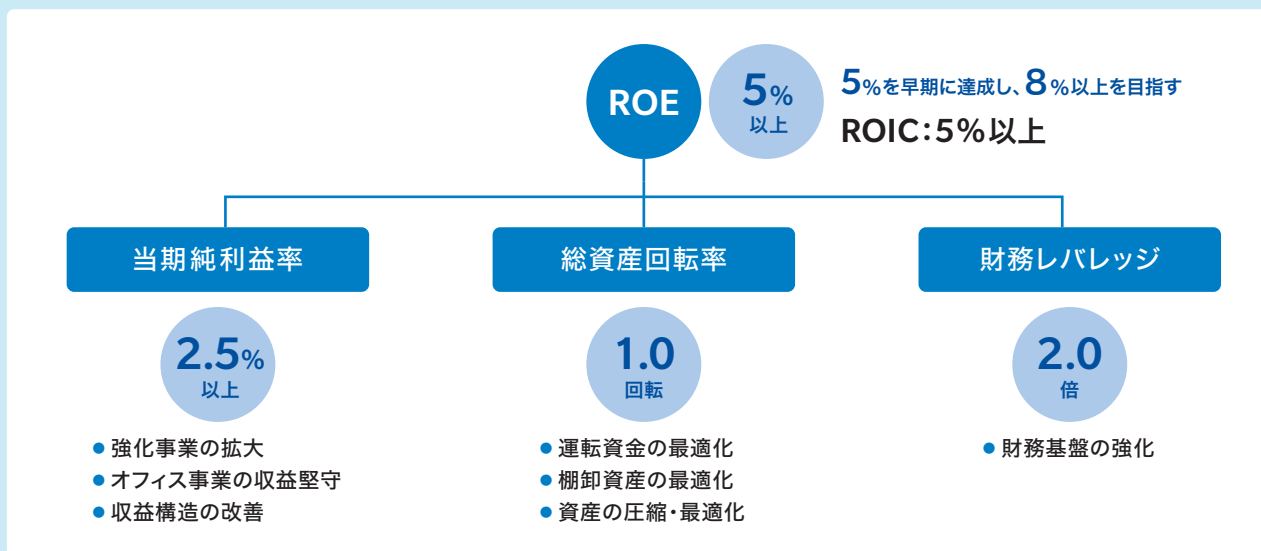 ROE
5%
以上
5%を早期に達成し、8%以上を目指す
ROIC:5%以上
当期純利益率
2.5%
以上
● 強化事業の拡大
● オフィス事業の収益堅守
● 収益構造の改善
総資産回転率
1.0
回転
● 運転資金の最適化
● 棚卸資産の最適化
● 資産の圧縮・最適化
財務レバレッジ
2.0
倍
● 財務基盤の強化